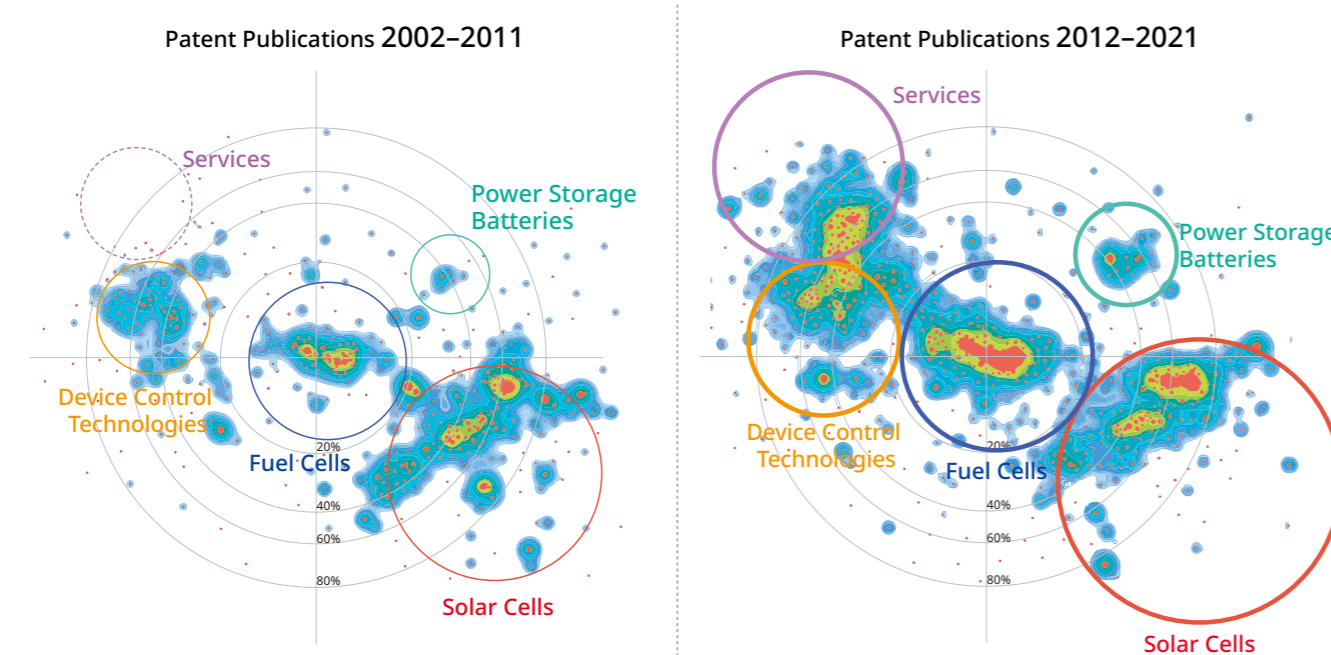 Patent Publications 2002–2011
Services
Power Storage
Batteries
Device Control
Technologies
Fuel Cells
20%
40%
60%
80%
Solar Cells
Patent Publications 2012–2021
Services
Power Storage
Batteries
Device Control
Technologies
Fuel Cells
20%
40%
60%
80%
Solar Cells